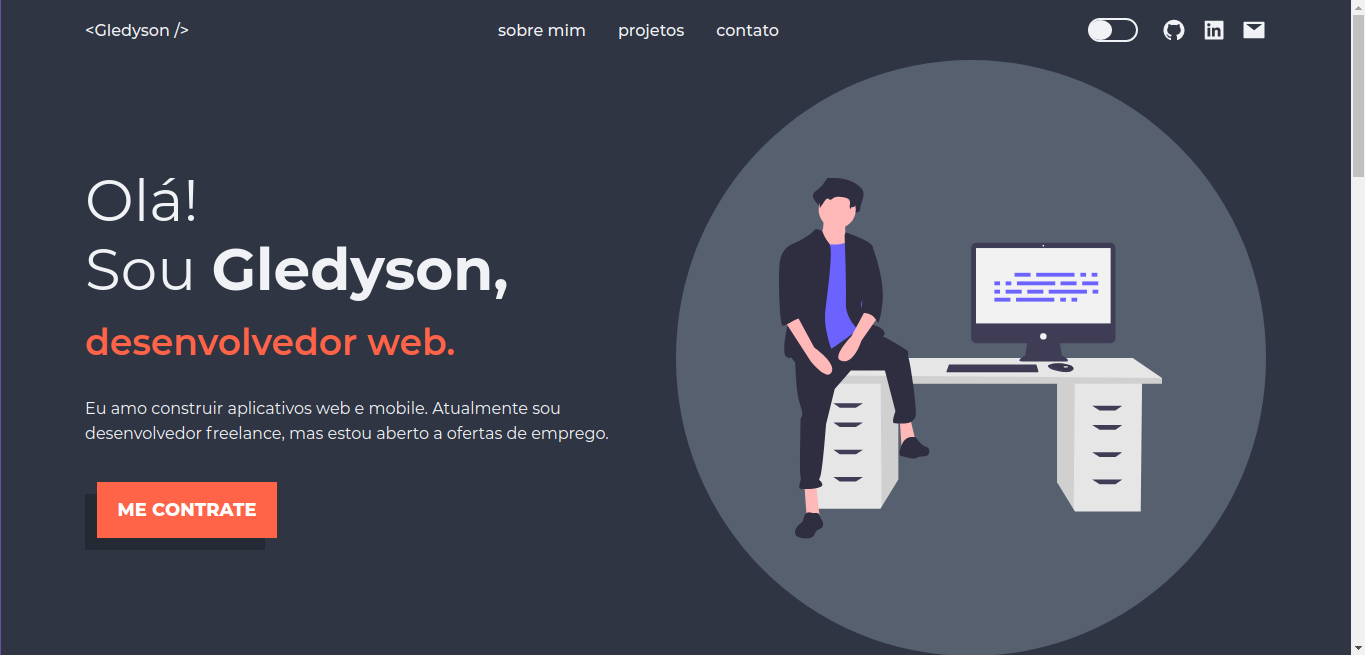 <Gledyson />
sobre mim
projetos
contato
Olá!
Sou Gledyson,
desenvolvedor web.
Eu amo construir aplicativos web e mobile. Atualmente sou
desenvolvedor freelance, mas estou aberto a ofertas de emprego.
ME CONTRATE